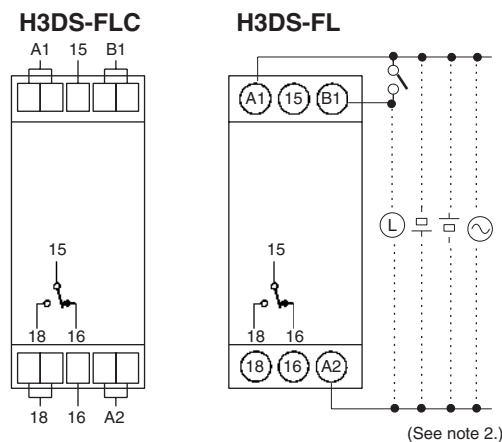 H3DS-FLC
A1 15 B1
15
18 16
18 16 A2
H3DS-FL
A1 15 B1
L
15
18 16
18 16 A2
(See note 2.)